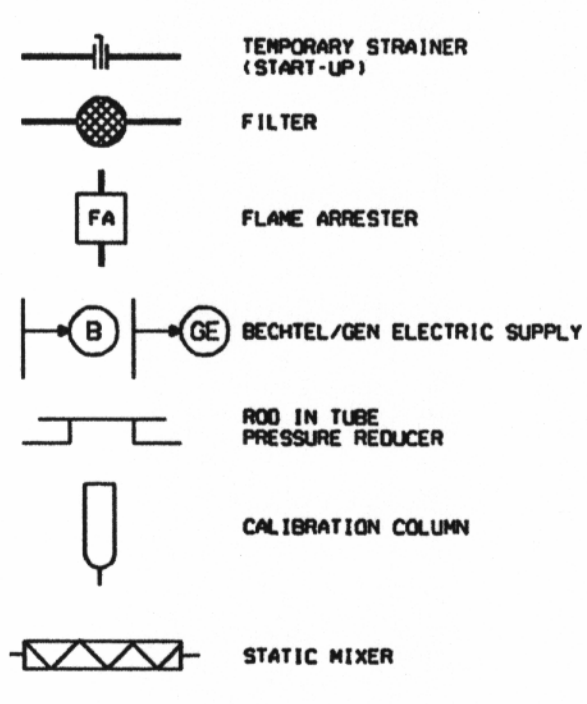 TEMPORARY STRAINER
(START-UP)
FILTER
FA
FLAME ARRESTER
B GE BECHTEL/GEN ELECTRIC SUPPLY
ROD IN TUBE
PRESSURE REDUCER
CALIBRATION COLUMN
STATIC MIXER